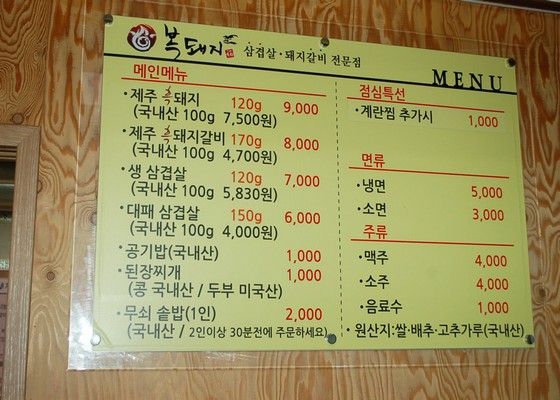 복돼지 삼겹살·돼지갈비 전문점
MENU
메인메뉴
·제주 흑돼지 120g 9,000
(국내산 100g 7,500원)
·제주 흑돼지갈비 170g 8,000
(국내산 100g 4,700원)
·생 삼겹살 120g 7,000
(국내산 100g 5,830원)
·대패 삼겹살 150g 6,000
(국내산 100g 4,000원)
·공기밥(국내산) 1,000
·된장찌개 1,000
(콩 국내산 / 두부 미국산)
·무쇠 솥밥(1인) 2,000
(국내산 / 2인이상 30분전에 주문하세요)
점심특선
·계란찜 추가시 1,000
면류
·냉면 5,000
·소면 3,000
주류
·맥주 4,000
·소주 4,000
·음료수 1,000
·원산지:쌀·배추·고추가루(국내산)